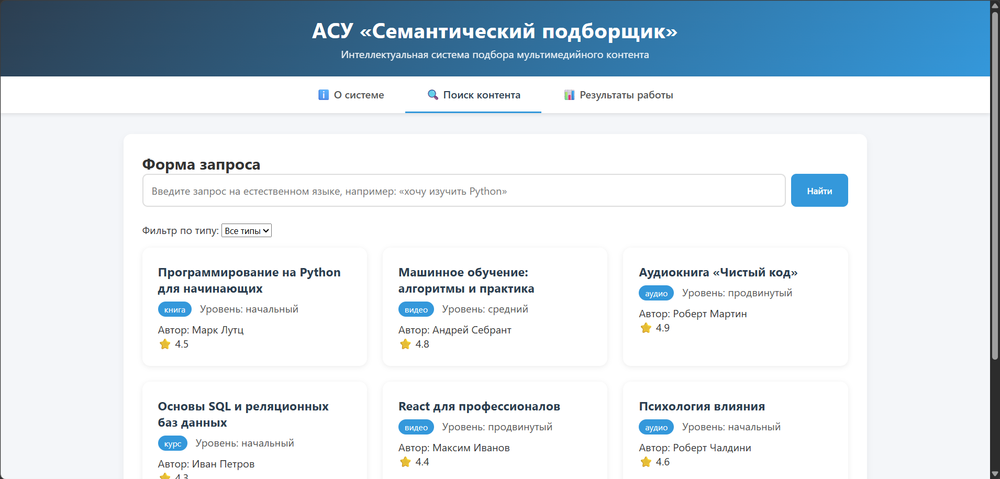 АСУ «Семантический подборщик»
Интеллектуальная система подбора мультимедийного контента
О системе
Поиск контента
Результаты работы
Форма запроса
Введите запрос на естественном языке, например: «хочу изучить Python»
Найти
Фильтр по типу: Все типы
Программирование на Python
для начинающих
книга Уровень: начальный
Автор: Марк Лутц
4.5
Машинное обучение:
алгоритмы и практика
видео Уровень: средний
Автор: Андрей Себрант
4.8
Аудиокнига «Чистый код»
аудио Уровень: продвинутый
Автор: Роберт Мартин
4.9
Основы SQL и реляционных
баз данных
курс Уровень: начальный
Автор: Иван Петров
4.3
React для профессионалов
видео Уровень: продвинутый
Автор: Максим Иванов
4.4
Психология влияния
аудио Уровень: начальный
Автор: Роберт Чалдини
4.6